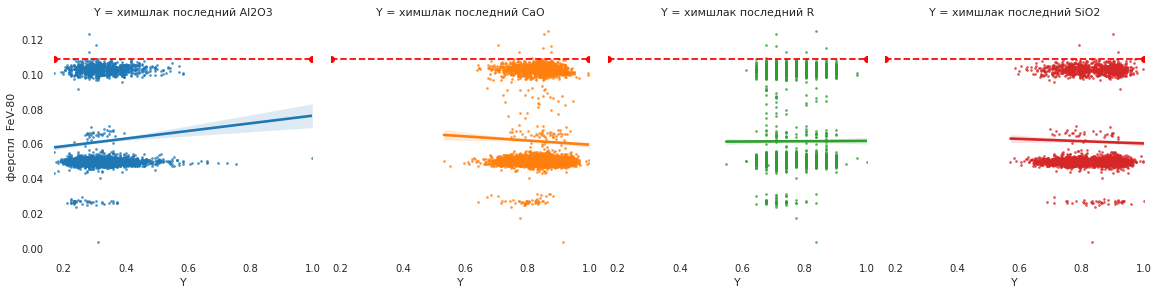 Y = химшлак последний Al2O3
Y = химшлак последний CaO
Y = химшлак последний R
Y = химшлак последний SiO2
0.12
0.10
0.08
0.06
0.04
0.02
0.00
ферспл FeV-80
0.2 0.4 0.6 0.8 1.0
0.2 0.4 0.6 0.8 1.0
0.2 0.4 0.6 0.8 1.0
0.2 0.4 0.6 0.8 1.0
Y
Y
Y
Y